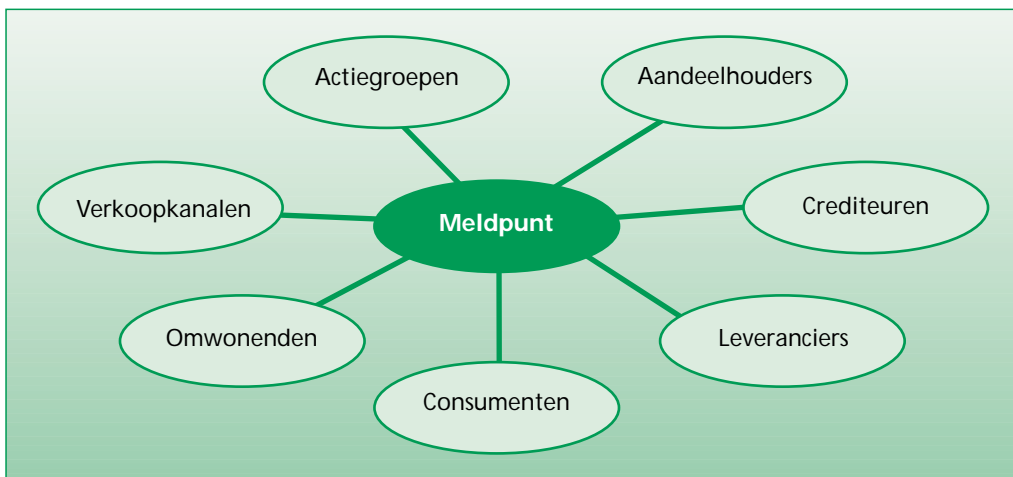 Actiegroepen
Aandeelhouders
Verkoopkanalen
Meldpunt
Crediteuren
Omwonenden
Leveranciers
Consumenten